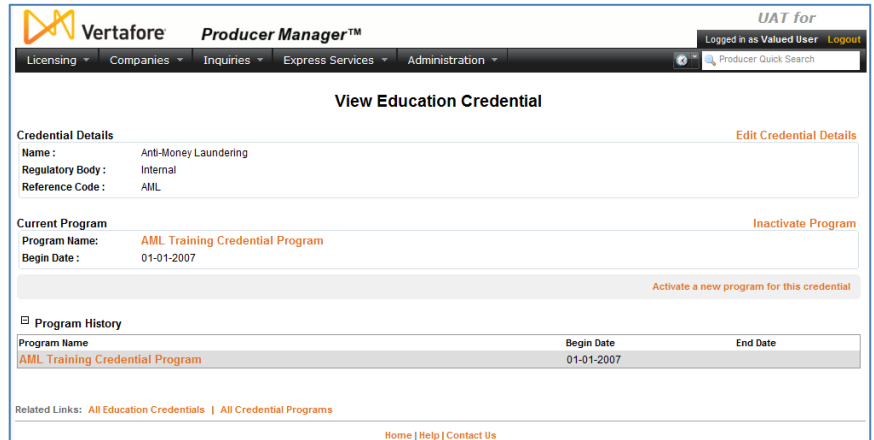 UAT for
Vertafore Producer Manager™
Logged in as Valued User Logout
Licensing Companies Inquiries Express Services Administration Producer Quick Search
View Education Credential
Credential Details Edit Credential Details
Name : Anti-Money Laundering
Regulatory Body : Internal
Reference Code : AML
Current Program Inactivate Program
Program Name: AML Training Credential Program
Begin Date : 01-01-2007
Activate a new program for this credential
Program History
Program Name Begin Date End Date
AML Training Credential Program 01-01-2007
Related Links: All Education Credentials | All Credential Programs
Home | Help | Contact Us